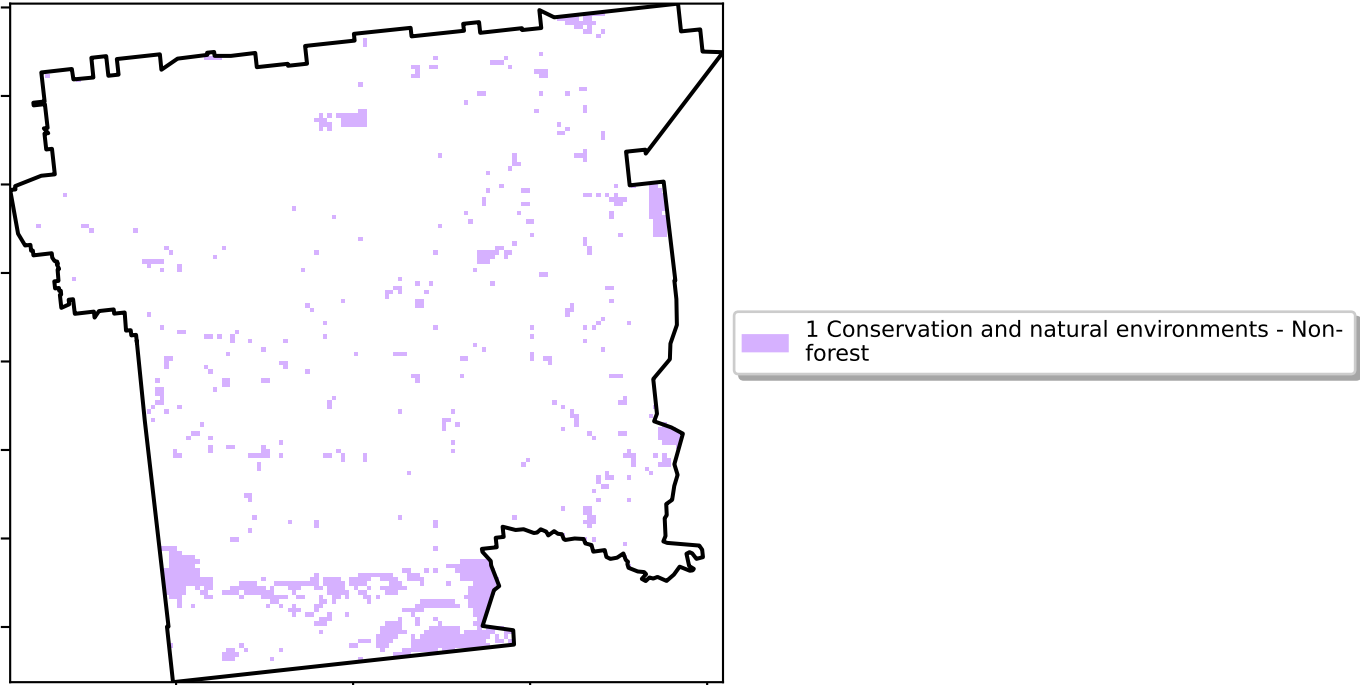 1 Conservation and natural environments - Non-
forest